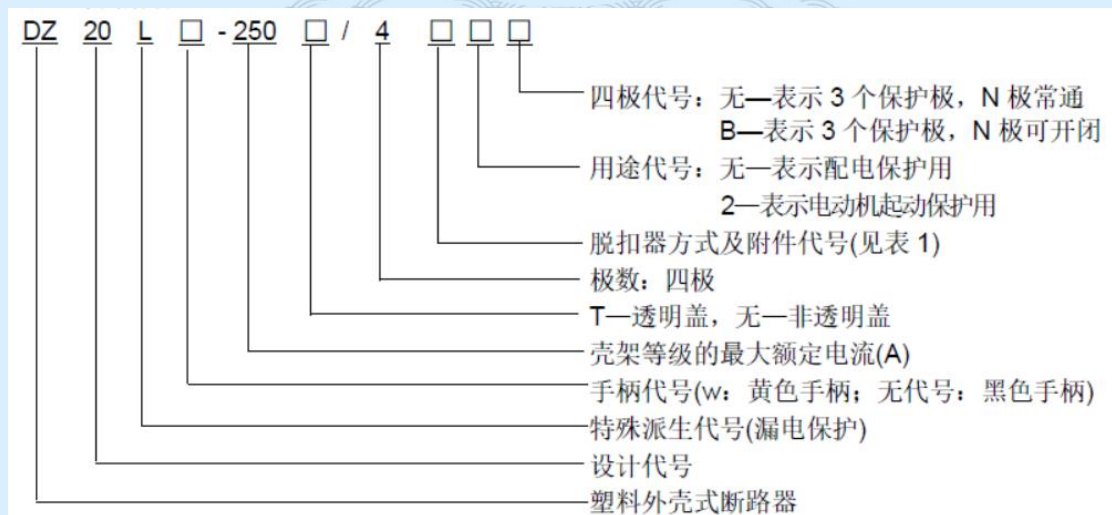 DZ 20 L □ - 250 □ / 4 □ □ □
四极代号：无—表示 3 个保护极，N 极常通
B—表示 3 个保护极，N 极可开闭
用途代号：无—表示配电保护用
2—表示电动机起动保护用
脱扣器方式及附件代号(见表 1)
极数：四极
T—透明盖，无—非透明盖
壳架等级的最大额定电流(A)
手柄代号(w：黄色手柄；无代号：黑色手柄)
特殊派生代号(漏电保护)
设计代号
塑料外壳式断路器